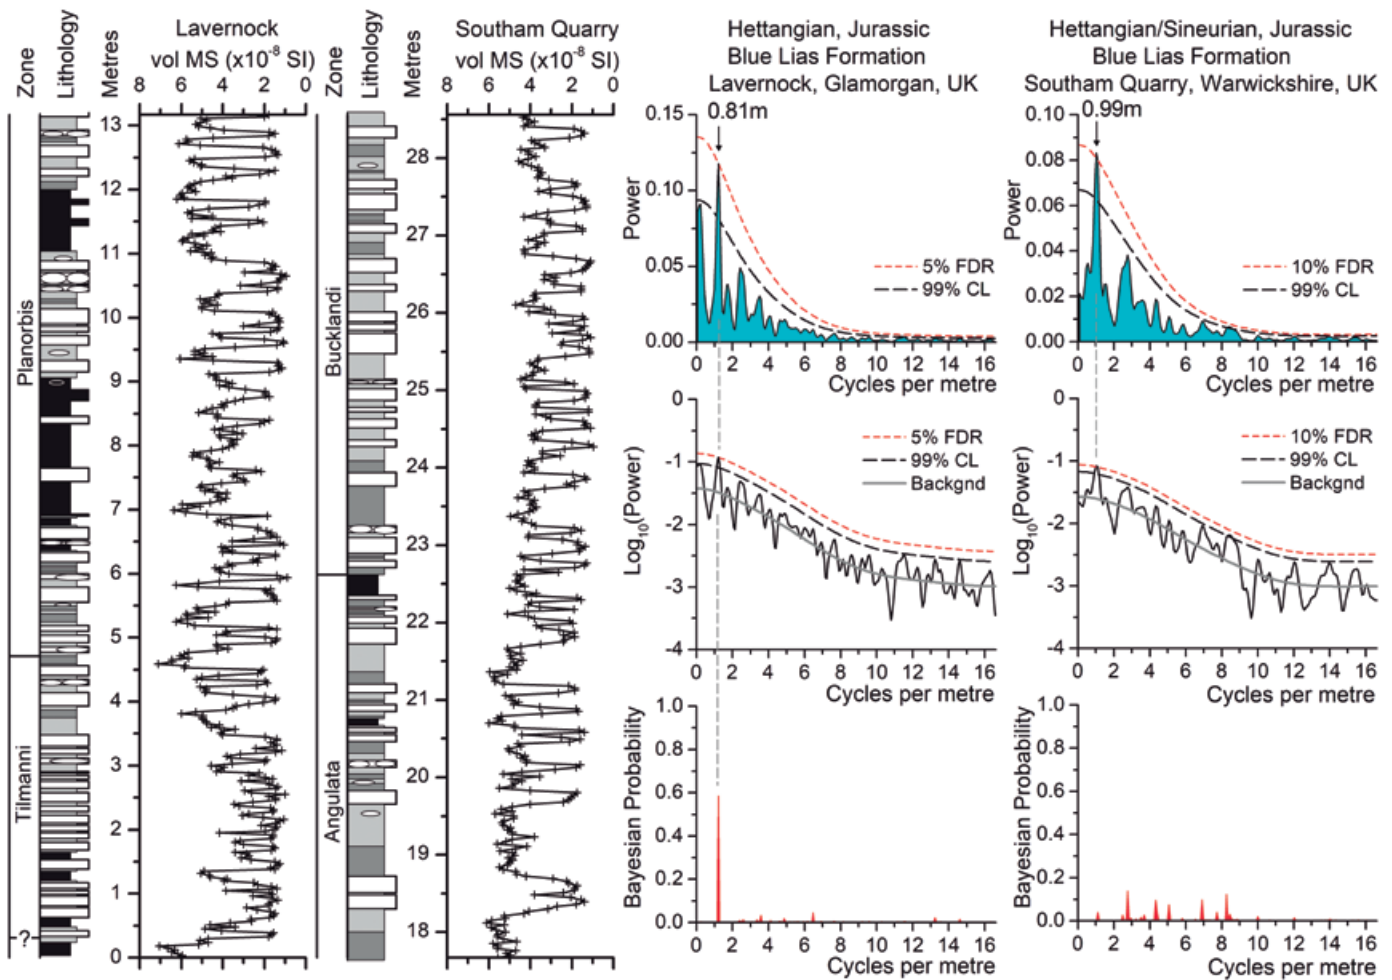 Zone
Lithology
Metres
Lavernock
vol MS (x10⁻⁸ SI)
8 6 4 2 0
13
12
11
10
9
8
7
6
5
4
3
2
1
0
Planorbis
Tilmanni
?
Zone
Lithology
Metres
Southam Quarry
vol MS (x10⁻⁸ SI)
8 6 4 2 0
28
27
26
25
24
23
22
21
20
19
18
Bucklandi
Angulata
8 6 4 2 0
8 6 4 2 0
Hettangian, Jurassic
Blue Lias Formation
Lavernock, Glamorgan, UK
0.81m
0.15
0.10
0.05
0.00
Power
5% FDR
99% CL
0 2 4 6 8 10 12 14 16
Cycles per metre
0
-1
-2
-3
-4
Log₁₀(Power)
5% FDR
99% CL
Backgnd
0 2 4 6 8 10 12 14 16
Cycles per metre
1.0
0.8
0.6
0.4
0.2
0.0
Bayesian Probability
0 2 4 6 8 10 12 14 16
Cycles per metre
Hettangian/Sineurian, Jurassic
Blue Lias Formation
Southam Quarry, Warwickshire, UK
0.99m
0.10
0.08
0.06
0.04
0.02
0.00
Power
10% FDR
99% CL
0 2 4 6 8 10 12 14 16
Cycles per metre
0
-1
-2
-3
-4
Log₁₀(Power)
10% FDR
99% CL
Backgnd
0 2 4 6 8 10 12 14 16
Cycles per metre
1.0
0.8
0.6
0.4
0.2
0.0
Bayesian Probability
0 2 4 6 8 10 12 14 16
Cycles per metre